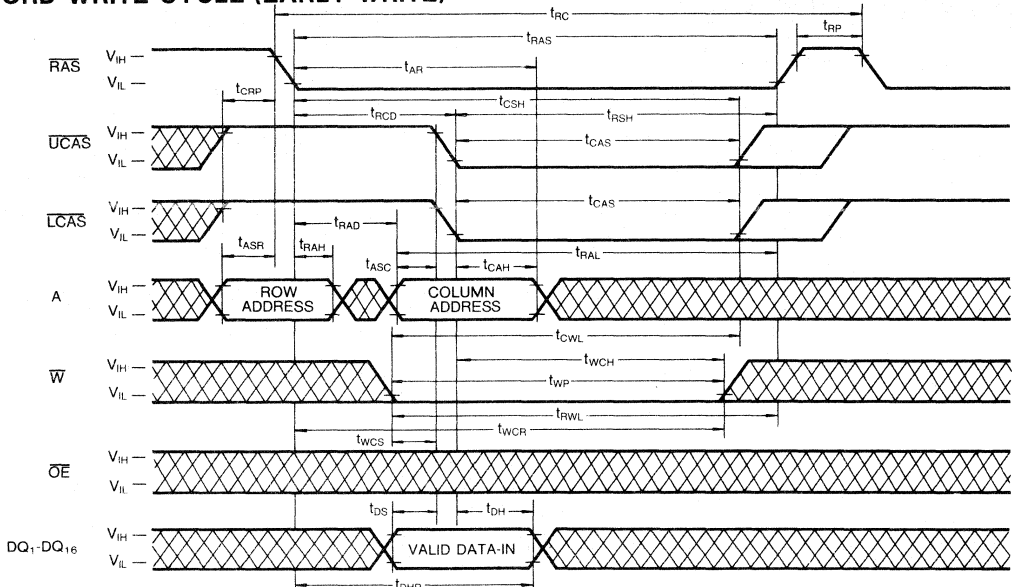 WORD WRITE CYCLE (EARLY WRITE)
tRC
tRAS
tRP
RAS
VIH
VIL
tAR
tCRP
tCSH
tRCD
tRSH
UCAS
VIH
VIL
tCAS
LCAS
VIH
VIL
tCAS
tRAD
tRAL
tASR
tRAH
tASC
tCAH
A
VIH
VIL
ROW ADDRESS
COLUMN ADDRESS
tCWL
W
VIH
VIL
tWCH
tWP
tRWL
tWCR
tWCS
OE
VIH
VIL
tDS
tDH
DQ1-DQ16
VIH
VIL
VALID DATA-IN
tDHR